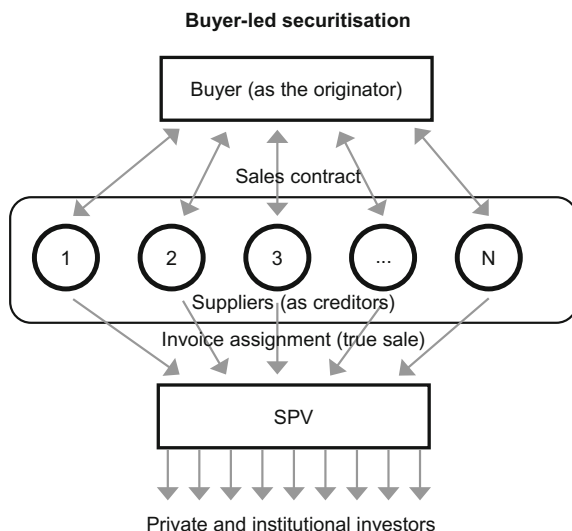 Buyer-led securitisation
Buyer (as the originator)
Sales contract
1 2 3 ... N
Suppliers (as creditors)
Invoice assignment (true sale)
SPV
Private and institutional investors